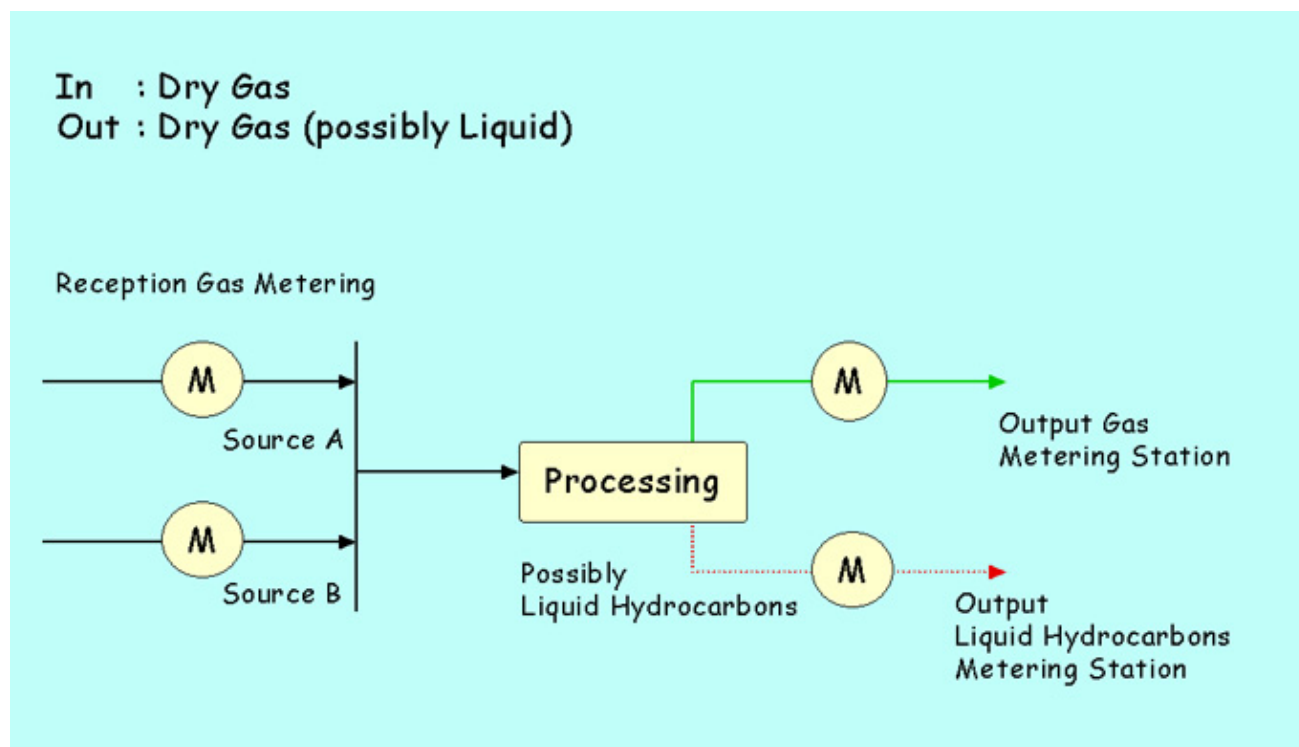 In : Dry Gas
Out : Dry Gas (possibly Liquid)
Reception Gas Metering
M
Source A
M
Source B
Processing
M
Output Gas
Metering Station
Possibly
Liquid Hydrocarbons
M
Output
Liquid Hydrocarbons
Metering Station